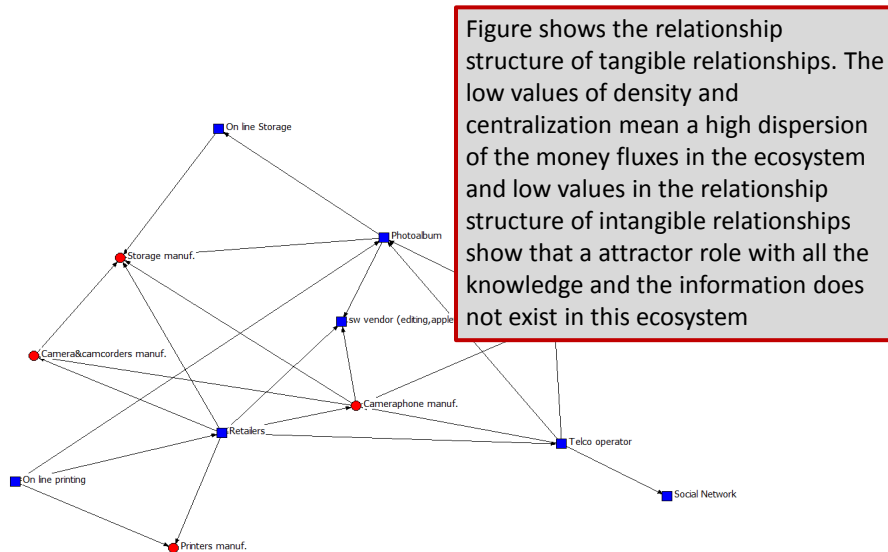 Figure shows the relationship
structure of tangible relationships. The
low values of density and
centralization mean a high dispersion
of the money fluxes in the ecosystem
and low values in the relationship
structure of intangible relationships
show that a attractor role with all the
knowledge and the information does
not exist in this ecosystem
On line Storage
Photoalbum
Storage manuf.
sw vendor (editing,apple
Camera&camcorders manuf.
Cameraphone manuf.
Retailers
Telco operator
On line printing
Social Network
Printers manuf.